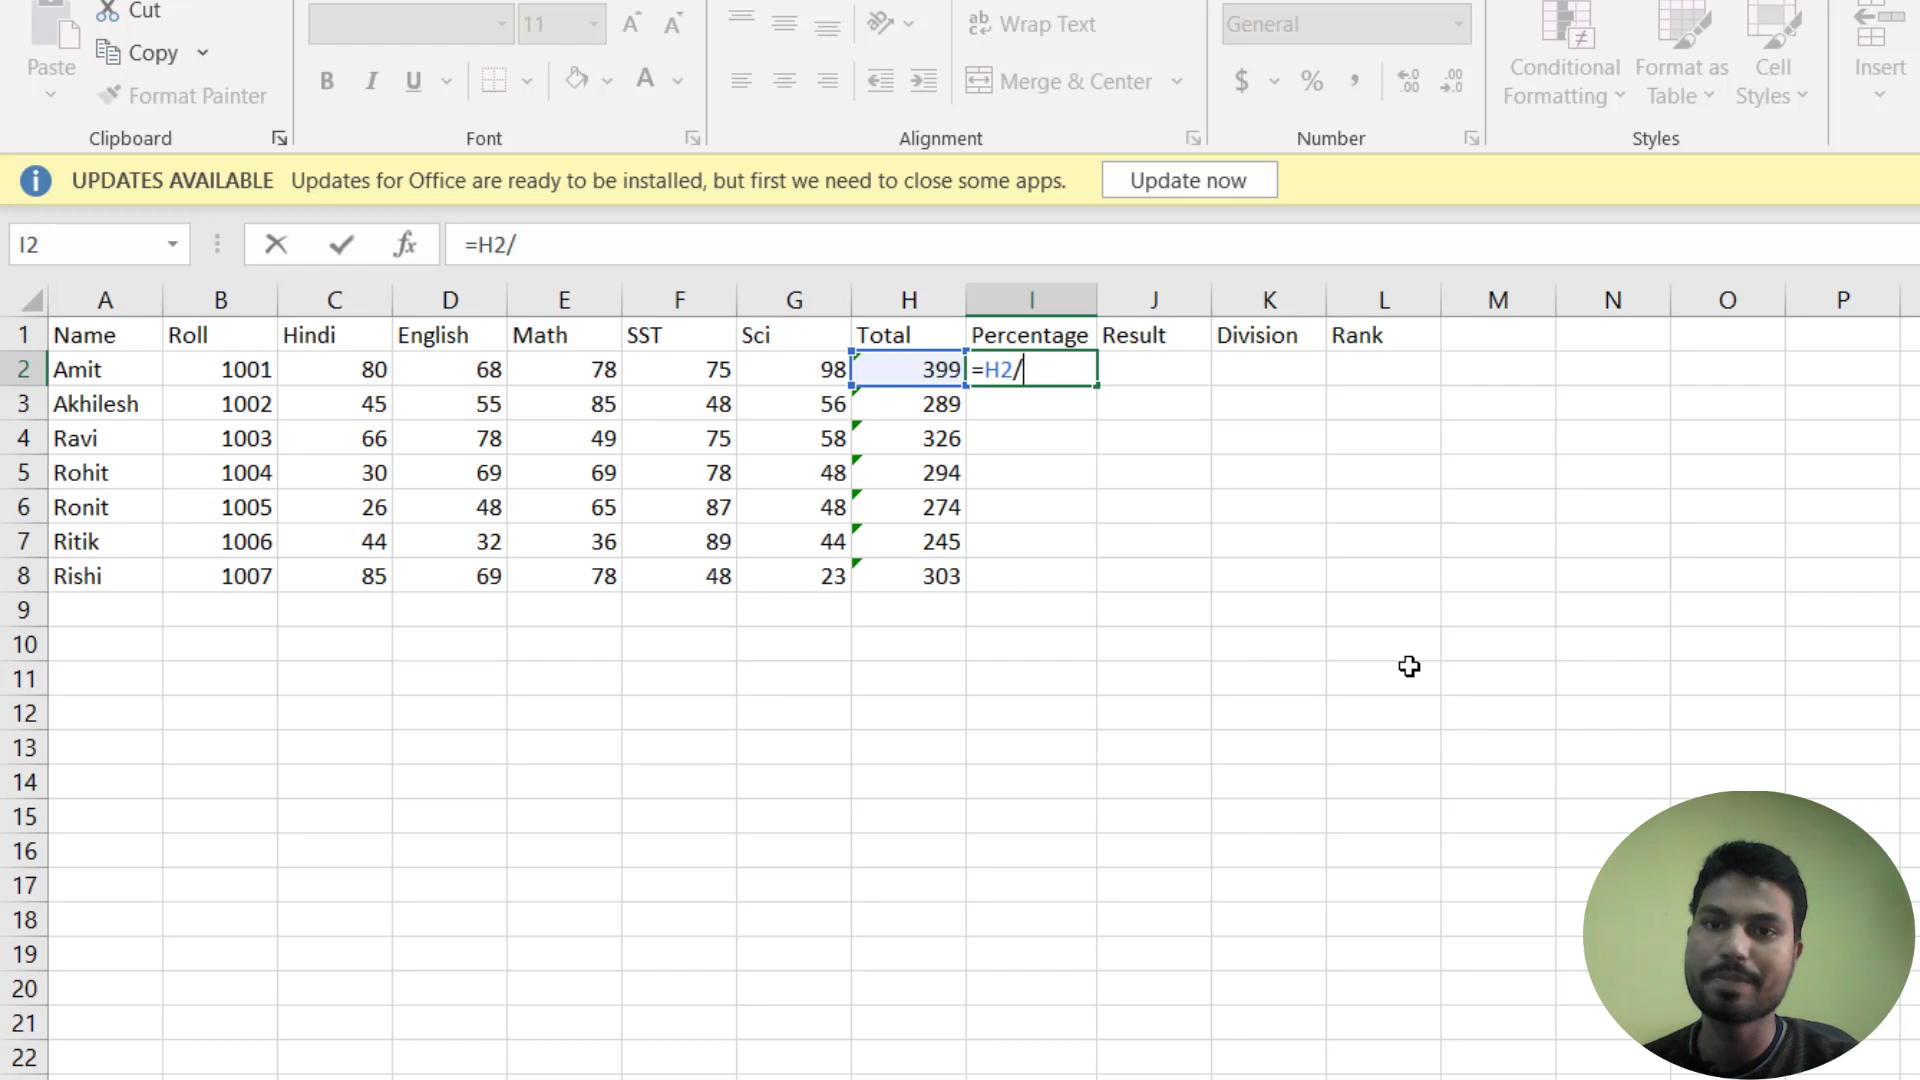 Cut
11
ab Wrap Text
General
Paste
Copy
B I U A
Merge & Center
$ % ,
Conditional Formatting
Format as Table
Cell Styles
Insert
Format Painter
Clipboard
Font
Alignment
Number
Styles
UPDATES AVAILABLE Updates for Office are ready to be installed, but first we need to close some apps. Update now
I2 fx =H2/
A B C D E F G H I J K L M N O P
1 Name Roll Hindi English Math SST Sci Total Percentage Result Division Rank
2 Amit 1001 80 68 78 75 98 399 =H2/
3 Akhilesh 1002 45 55 85 48 56 289
4 Ravi 1003 66 78 49 75 58 326
5 Rohit 1004 30 69 69 78 48 294
6 Ronit 1005 26 48 65 87 48 274
7 Ritik 1006 44 32 36 89 44 245
8 Rishi 1007 85 69 78 48 23 303
9
10
11
12
13
14
15
16
17
18
19
20
21
22